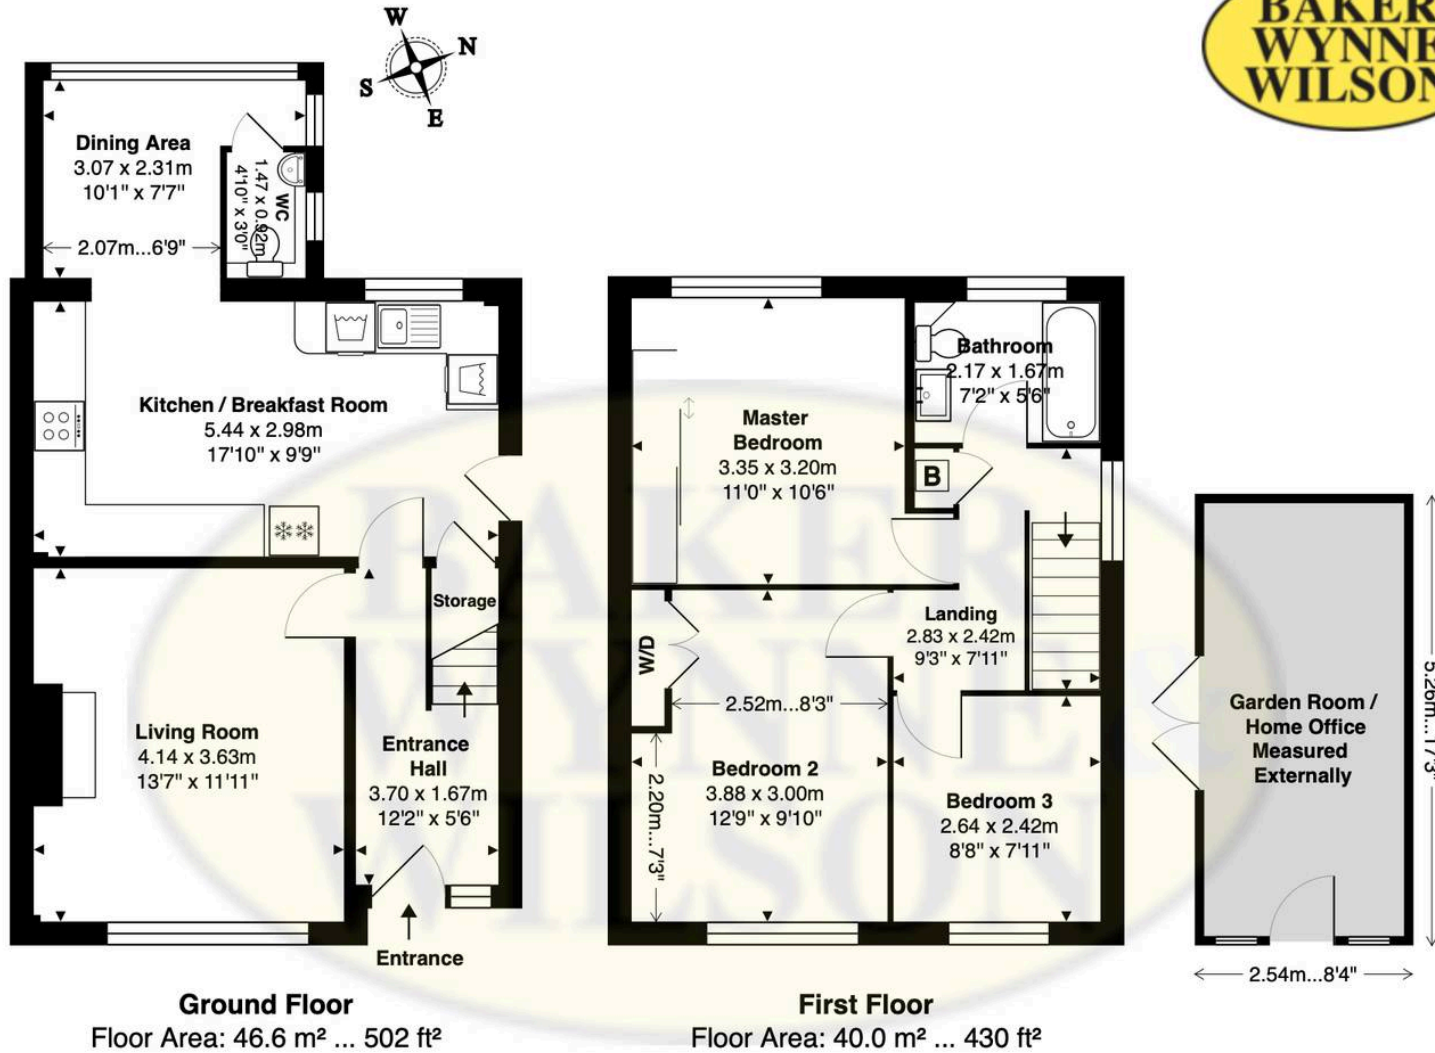 BAKER
WYNNE
WILSON
W
N
S
E
Dining Area
3.07 x 2.31m
10'1" x 7'7"
2.07m...6'9"
WC
1.47 x 0.92m
4'10" x 3'0"
Kitchen / Breakfast Room
5.44 x 2.98m
17'10" x 9'9"
Storage
Living Room
4.14 x 3.63m
13'7" x 11'11"
Entrance
Hall
3.70 x 1.67m
12'2" x 5'6"
Entrance
Ground Floor
Floor Area: 46.6 m² ... 502 ft²
Master
Bedroom
3.35 x 3.20m
11'0" x 10'6"
Bathroom
2.17 x 1.67m
7'2" x 5'6"
B
Landing
2.83 x 2.42m
9'3" x 7'11"
W/D
2.52m...8'3"
Bedroom 2
3.88 x 3.00m
12'9" x 9'10"
2.20m...7'3"
Bedroom 3
2.64 x 2.42m
8'8" x 7'11"
First Floor
Floor Area: 40.0 m² ... 430 ft²
Garden Room /
Home Office
Measured
Externally
5.26m...17'3"
2.54m...8'4"
BAKER
WYNNE &
WILSON